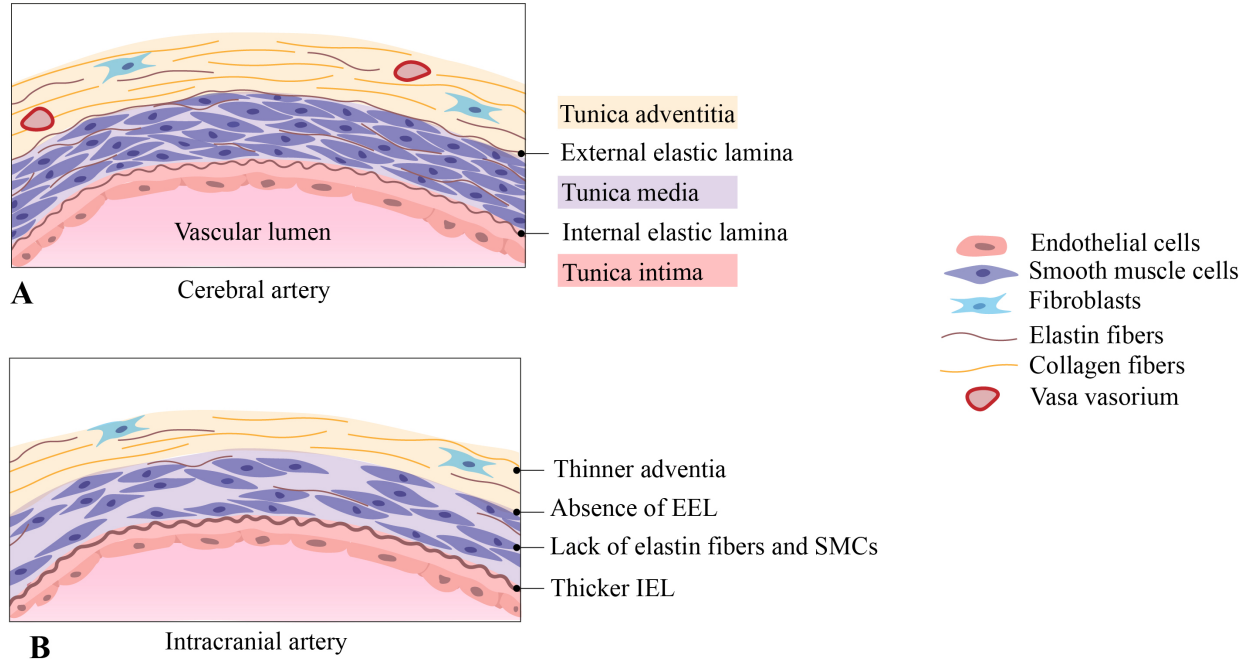 Tunica adventitia
External elastic lamina
Tunica media
Vascular lumen
Internal elastic lamina
Tunica intima
A
Cerebral artery
Endothelial cells
Smooth muscle cells
Fibroblasts
Elastin fibers
Collagen fibers
Vasa vasorium
Thinner adventia
Absence of EEL
Lack of elastin fibers and SMCs
Thicker IEL
B
Intracranial artery